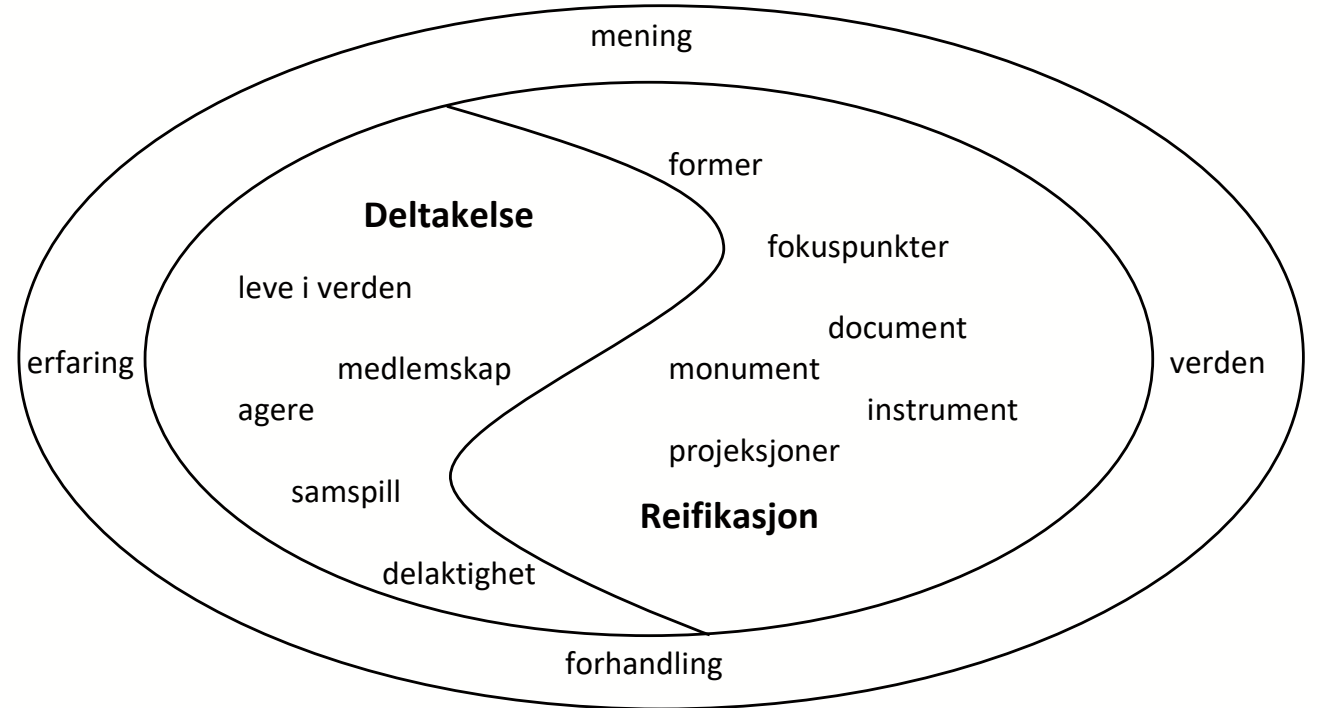 mening
former
Deltakelse
fokuspunkter
leve i verden
document
erfaring
medlemskap
monument
verden
agere
instrument
projeksjoner
samspill
Reifikasjon
delaktighet
forhandling